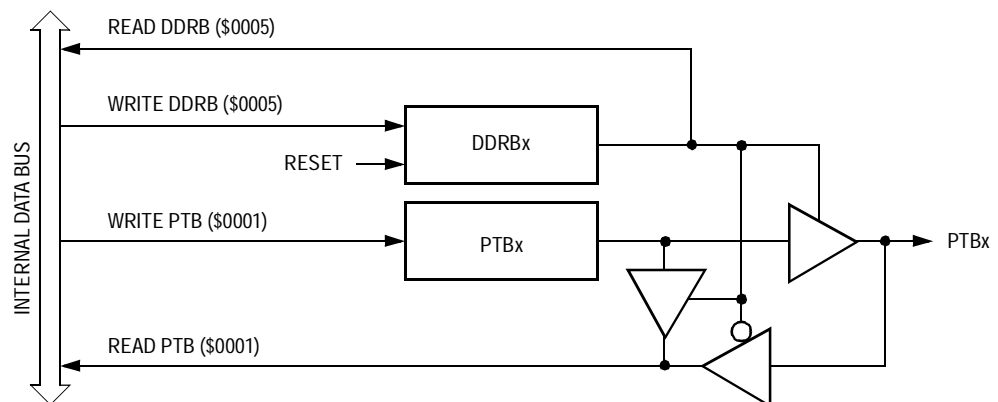 READ DDRB ($0005)
WRITE DDRB ($0005)
DDRBx
RESET
WRITE PTB ($0001)
PTBx
PTBx
READ PTB ($0001)
INTERNAL DATA BUS